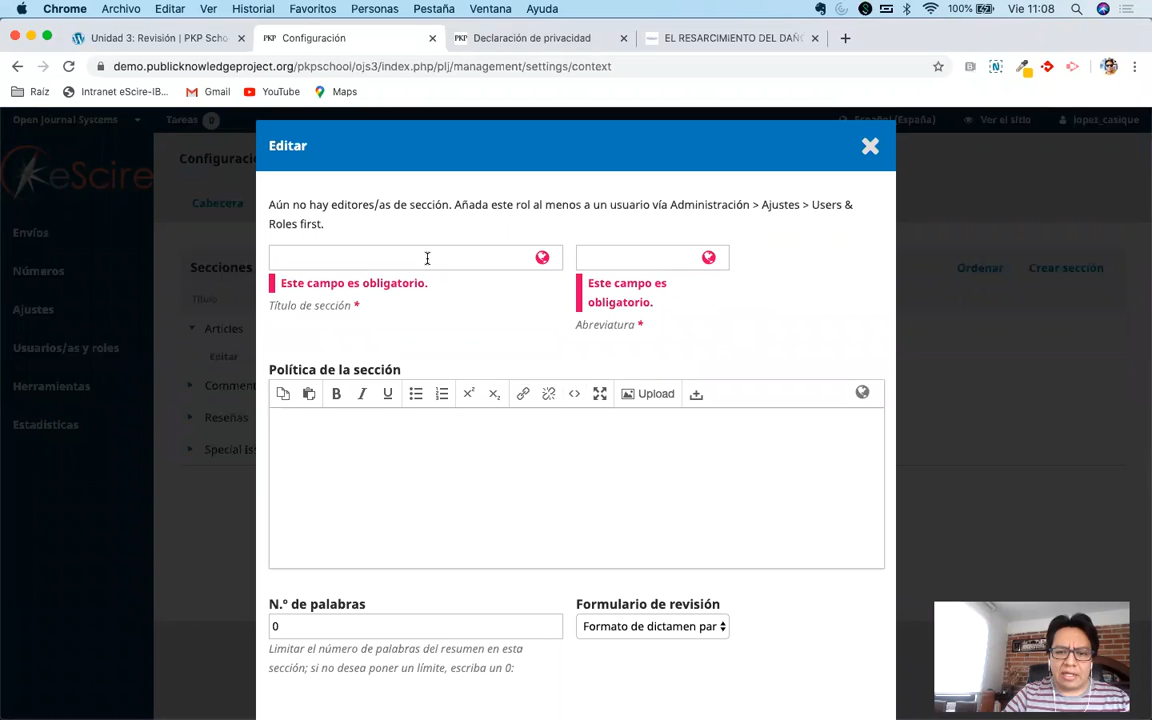 Chrome Archivo Editar Ver Historial Favoritos Personas Pestaña Ventana Ayuda 100% Vie 11:08
Unidad 3: Revisión | PKP Scho PKP Configuración PKP Declaración de privacidad EL RESARCIMIENTO DEL DAÑO
demo.publicknowledgeproject.org/pkpschool/ojs3/index.php/plj/management/settings/context
Raíz Intranet eScire-IB... Gmail YouTube Maps
Open Journal Systems Tareas 0 Español (España) Ver el sitio lopez_casique
Editar
Configuració
eScire
Cabecera
Aún no hay editores/as de sección. Añada este rol al menos a un usuario vía Administración > Ajustes > Users &
Roles first.
Envíos
Números
Ajustes
Usuarios/as y roles
Herramientas
Estadísticas
Secciones Ordenar Crear sección
Título
Articles
Editar
Comment
Reseñas
Special Iss
Este campo es obligatorio.
Título de sección *
Este campo es
obligatorio.
Abreviatura *
Política de la sección
B I U x² x₂ <> Upload
N.º de palabras Formulario de revisión
0 Formato de dictamen par
Limitar el número de palabras del resumen en esta
sección; si no desea poner un límite, escriba un 0: